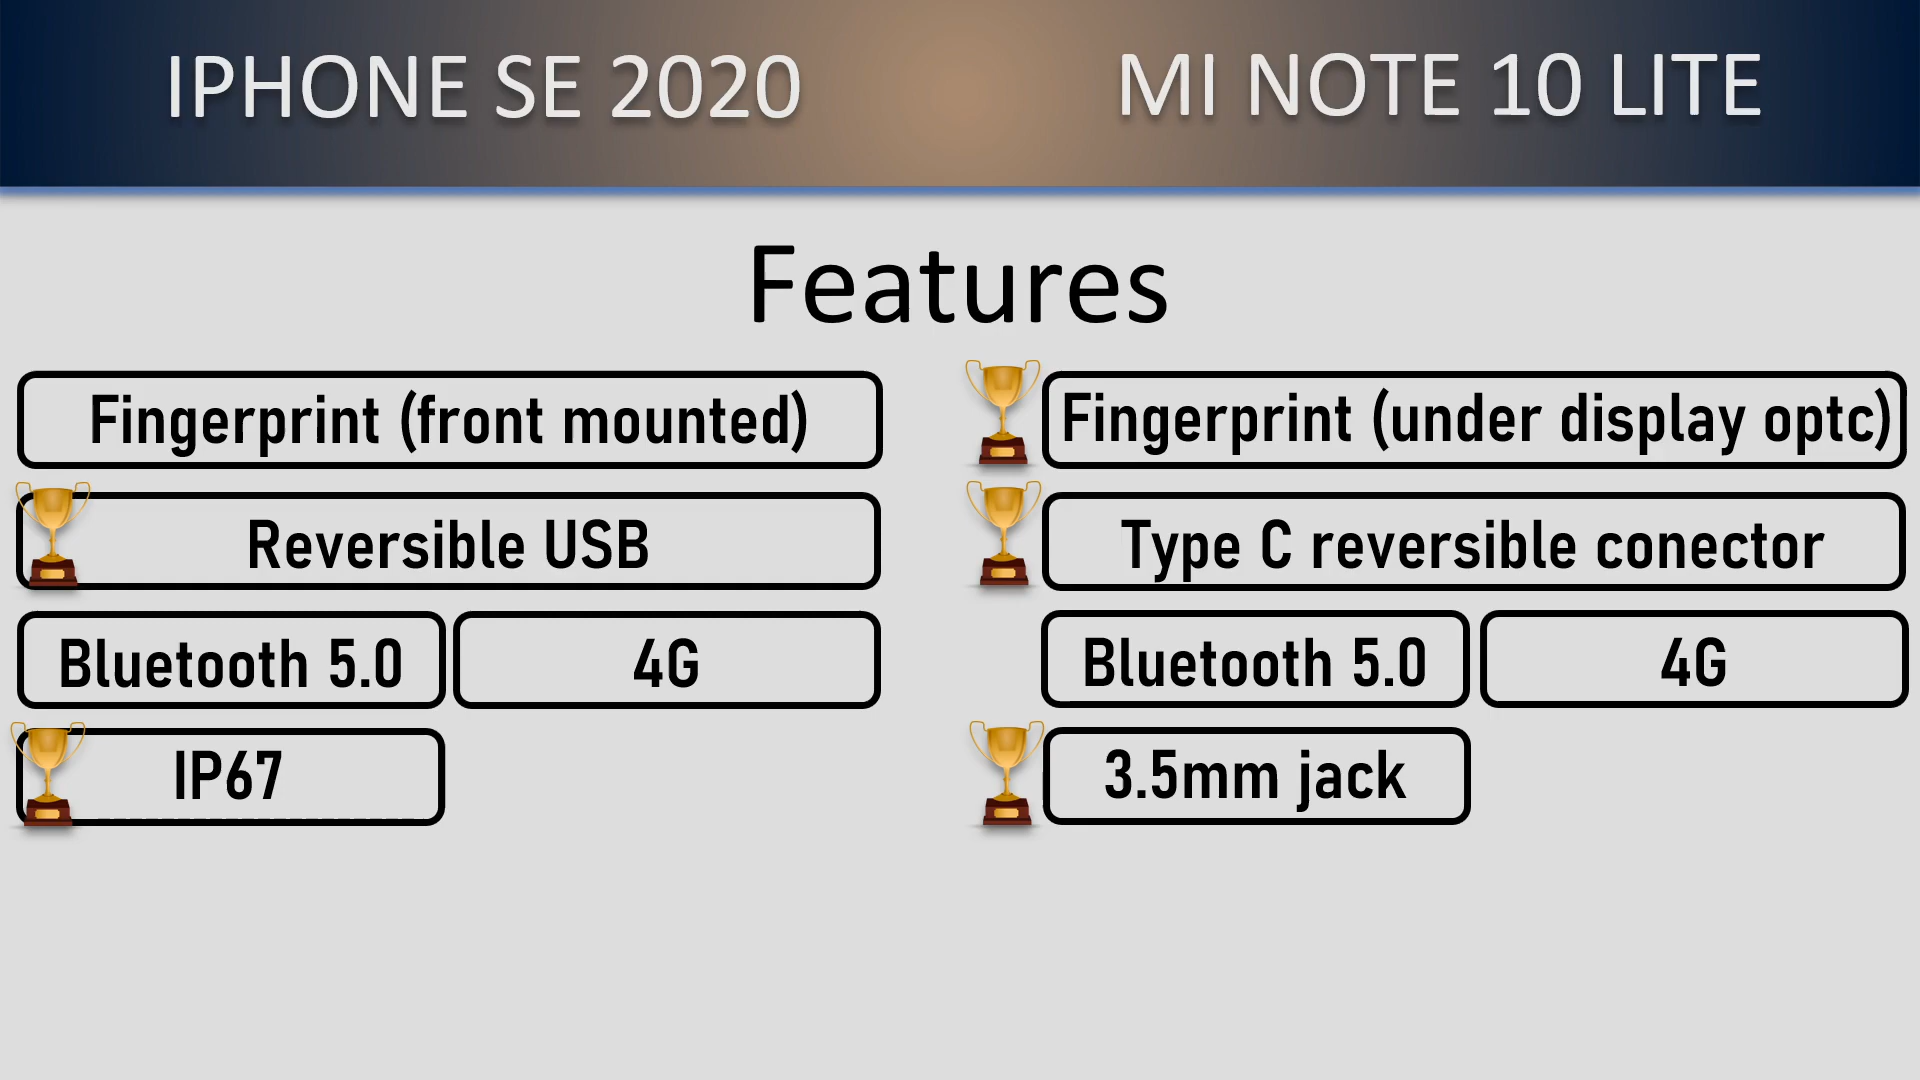 IPHONE SE 2020
MI NOTE 10 LITE
Features
Fingerprint (front mounted)
Fingerprint (under display optc)
Reversible USB
Type C reversible conector
Bluetooth 5.0
4G
Bluetooth 5.0
4G
IP67
3.5mm jack